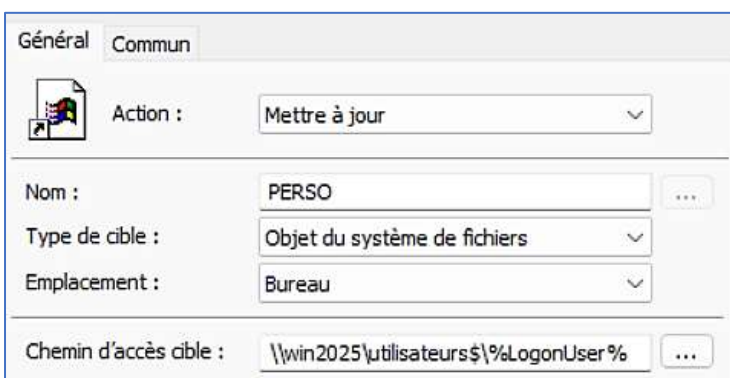 Général Commun
Action : Mettre à jour
Nom : PERSO ...
Type de cible : Objet du système de fichiers
Emplacement : Bureau
Chemin d'accès cible : \\win2025\utilisateurs$\%LogonUser% ...